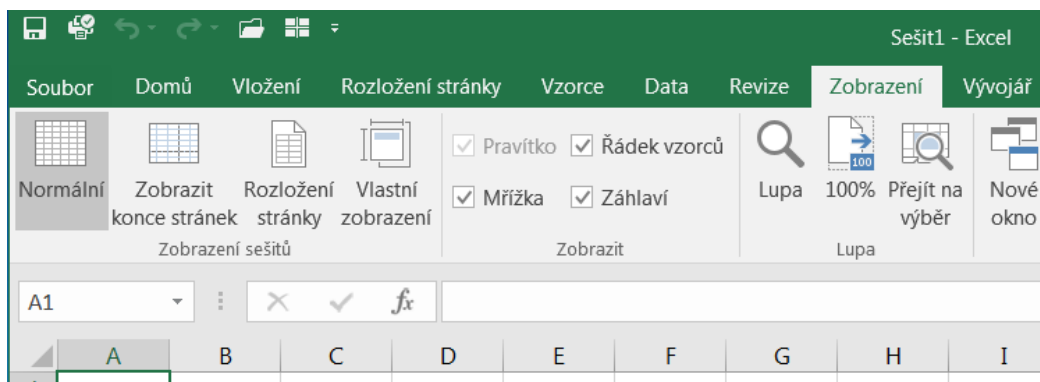 Sešit1 - Excel
Soubor Domů Vložení Rozložení stránky Vzorce Data Revize Zobrazení Vývojář
Normální
Zobrazit konce stránek
Rozložení stránky
Vlastní zobrazení
Zobrazení sešitů
Pravítko Řádek vzorců
Mřížka Záhlaví
Zobrazit
Lupa
100
100%
Přejít na výběr
Lupa
Nové okno
A1 fx
A B C D E F G H I